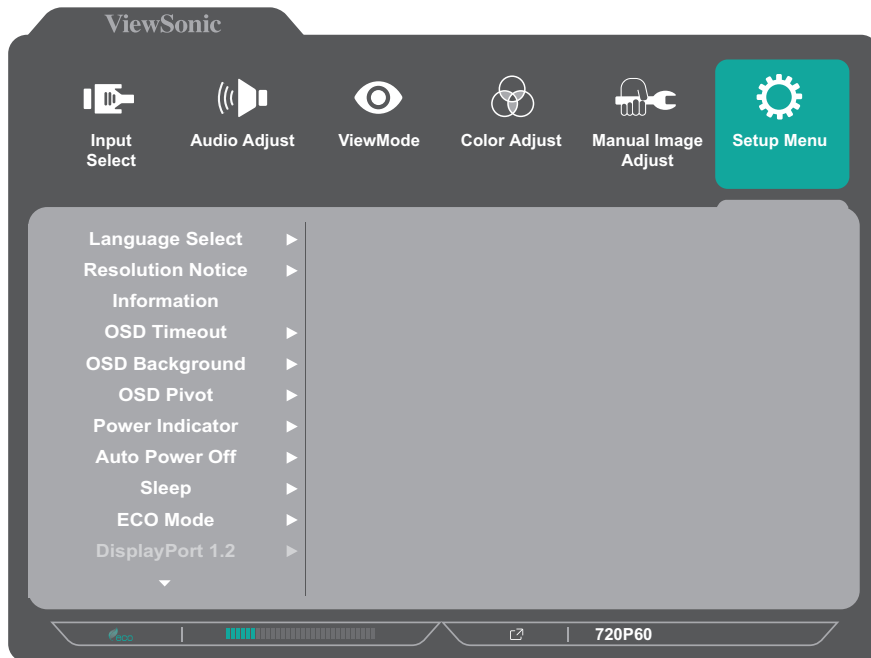 ViewSonic
Input
Select
Audio Adjust
ViewMode
Color Adjust
Manual Image
Adjust
Setup Menu
Language Select
Resolution Notice
Information
OSD Timeout
OSD Background
OSD Pivot
Power Indicator
Auto Power Off
Sleep
ECO Mode
DisplayPort 1.2
eco
720P60